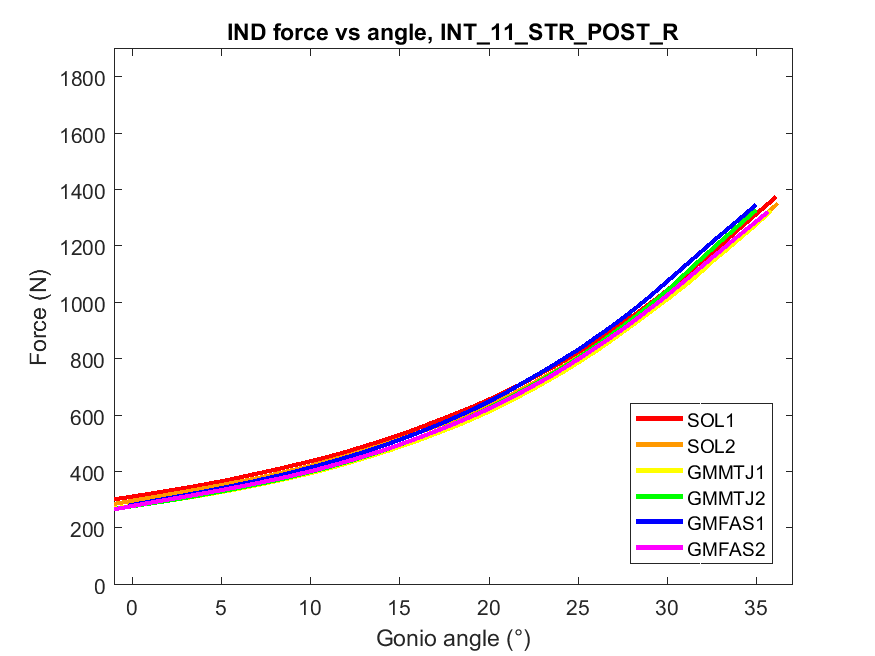 IND force vs angle, INT_11_STR_POST_R
1800
1600
1400
1200
1000
800
600
400
200
0
Force (N)
SOL1
SOL2
GMMTJ1
GMMTJ2
GMFAS1
GMFAS2
0 5 10 15 20 25 30 35
Gonio angle (°)